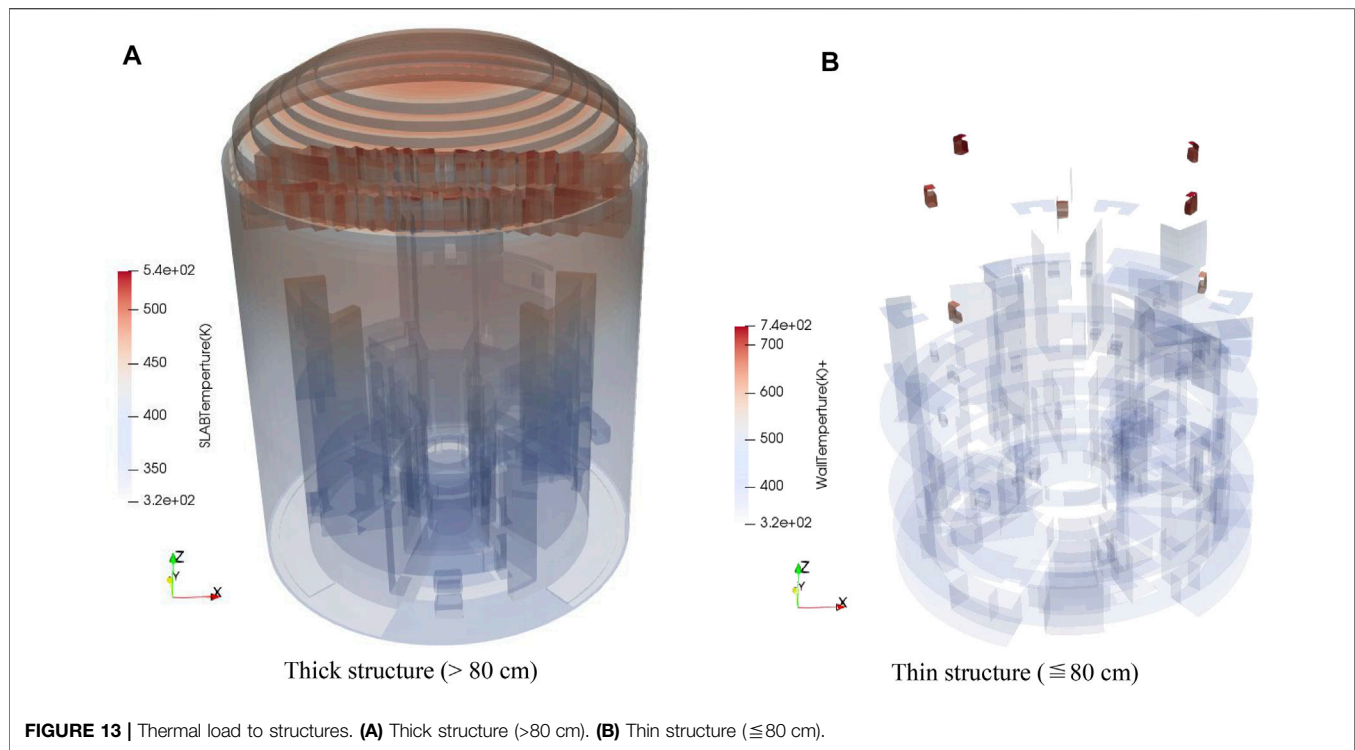 A
5.4e+02
500
450
400
350
3.2e+02
SLABTemperture(K)
Z
Y
X
Thick structure (> 80 cm)
B
7.4e+02
700
600
500
400
3.2e+02
WallTemperture(K)+
Z
Y
X
Thin structure (≦80 cm)
FIGURE 13 | Thermal load to structures. (A) Thick structure (>80 cm). (B) Thin structure (≦80 cm).